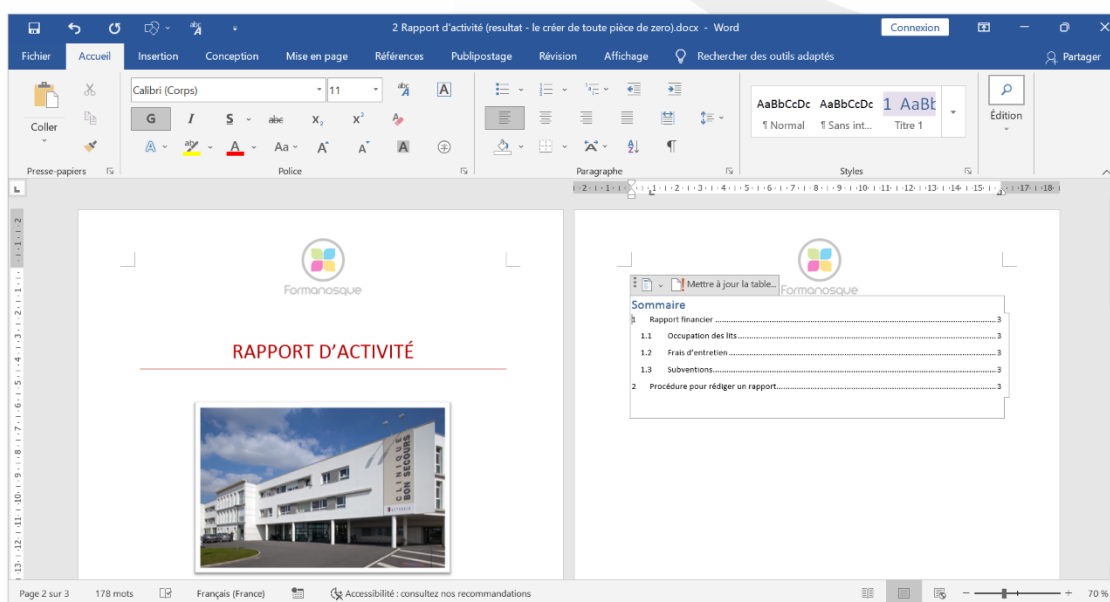 2 Rapport d'activité (resultat - le créer de toute pièce de zero).docx - Word
Connexion
Fichier Accueil Insertion Conception Mise en page Références Publipostage Révision Affichage Rechercher des outils adaptés Partager
Coller
Calibri (Corps) 11
G I S abc X₂ X²
A aby A Aa A A A
AaBbCcDc AaBbCcDc 1 AaBb
¶ Normal ¶ Sans int... Titre 1
Édition
Presse-papiers Police Paragraphe Styles
Formanosque
RAPPORT D'ACTIVITÉ
CLINIQUE
BON SECOURS
Mettre à jour la table...
Formanosque
Sommaire
1 Rapport financier 3
1.1 Occupation des lits 3
1.2 Frais d'entretien 3
1.3 Subventions 3
2 Procédure pour rédiger un rapport 3
Page 2 sur 3 178 mots Français (France) Accessibilité : consultez nos recommandations 70 %